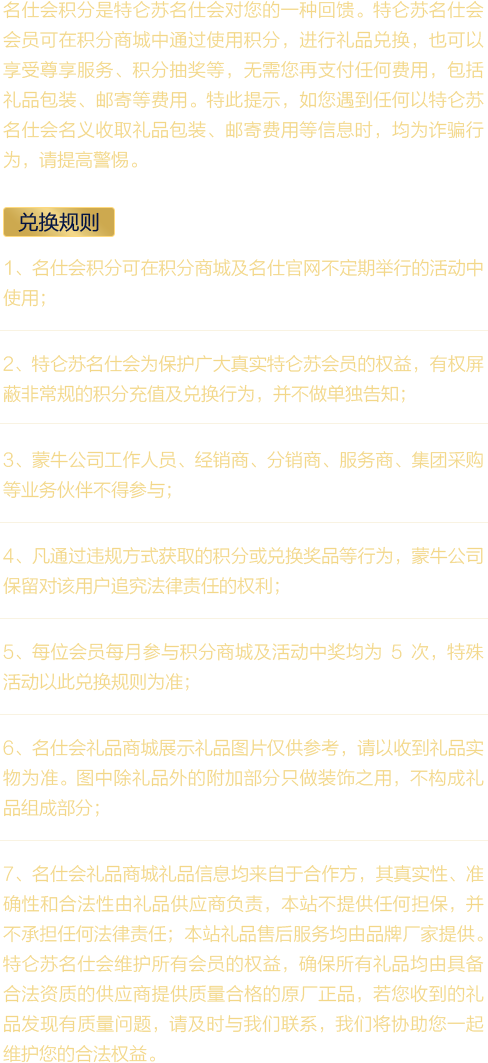 名仕会积分是特仑苏名仕会对您的一种回馈。特仑苏名仕会
会员可在积分商城中通过使用积分，进行礼品兑换，也可以
享受尊享服务、积分抽奖等，无需您再支付任何费用，包括
礼品包装、邮寄等费用。特此提示，如您遇到任何以特仑苏
名仕会名义收取礼品包装、邮寄费用等信息时，均为诈骗行
为，请提高警惕。
兑换规则
1、名仕会积分可在积分商城及名仕官网不定期举行的活动中
使用；
2、特仑苏名仕会为保护广大真实特仑苏会员的权益，有权屏
蔽非常规的积分充值及兑换行为，并不做单独告知；
3、蒙牛公司工作人员、经销商、分销商、服务商、集团采购
等业务伙伴不得参与；
4、凡通过违规方式获取的积分或兑换奖品等行为，蒙牛公司
保留对该用户追究法律责任的权利；
5、每位会员每月参与积分商城及活动中奖均为 5 次，特殊
活动以此兑换规则为准；
6、名仕会礼品商城展示礼品图片仅供参考，请以收到礼品实
物为准。图中除礼品外的附加部分只做装饰之用，不构成礼
品组成部分；
7、名仕会礼品商城礼品信息均来自于合作方，其真实性、准
确性和合法性由礼品供应商负责，本站不提供任何担保，并
不承担任何法律责任；本站礼品售后服务均由品牌厂家提供。
特仑苏名仕会维护所有会员的权益，确保所有礼品均由具备
合法资质的供应商提供质量合格的原厂正品，若您收到的礼
品发现有质量问题，请及时与我们联系，我们将协助您一起
维护您的合法权益。